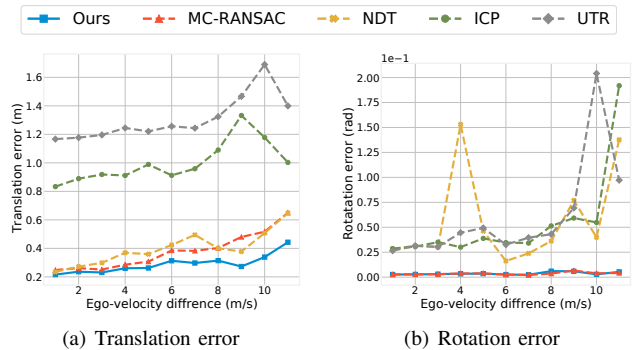 Ours MC-RANSAC NDT ICP UTR
1e−1
Translation error (m)
1.6
1.4
1.2
1.0
0.8
0.6
0.4
0.2
2 4 6 8 10
Ego-velocity diffrence (m/s)
(a) Translation error
Rotatation error (rad)
2.00
1.75
1.50
1.25
1.00
0.75
0.50
0.25
0.00
2 4 6 8 10
Ego-velocity diffrence (m/s)
(b) Rotation error